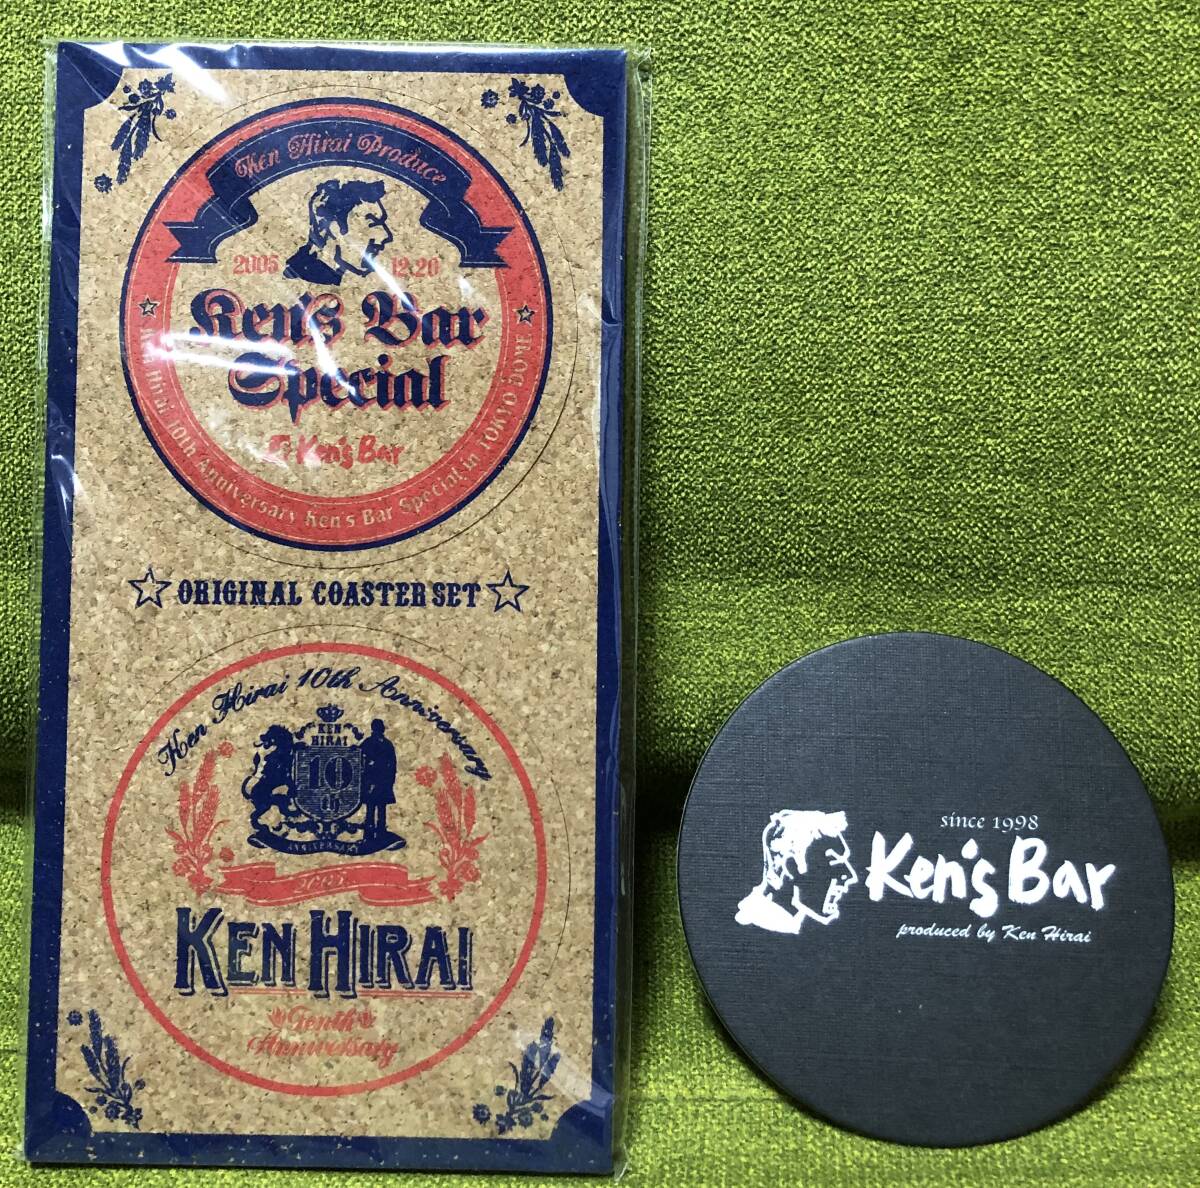 Ken Hirai Produce
2005 12.20
Ken's Bar
Special
Ken's Bar
Ken Hirai 10th Anniversary Ken's Bar Special in TOKYO DOME
ORIGINAL COASTER SET
Ken Hirai 10th Anniversary
KEN
HIRAI
10
th
ANNIVERSARY
2005
KEN HIRAI
Tenth
Anniversary
since 1998
Ken's Bar
produced by Ken Hirai